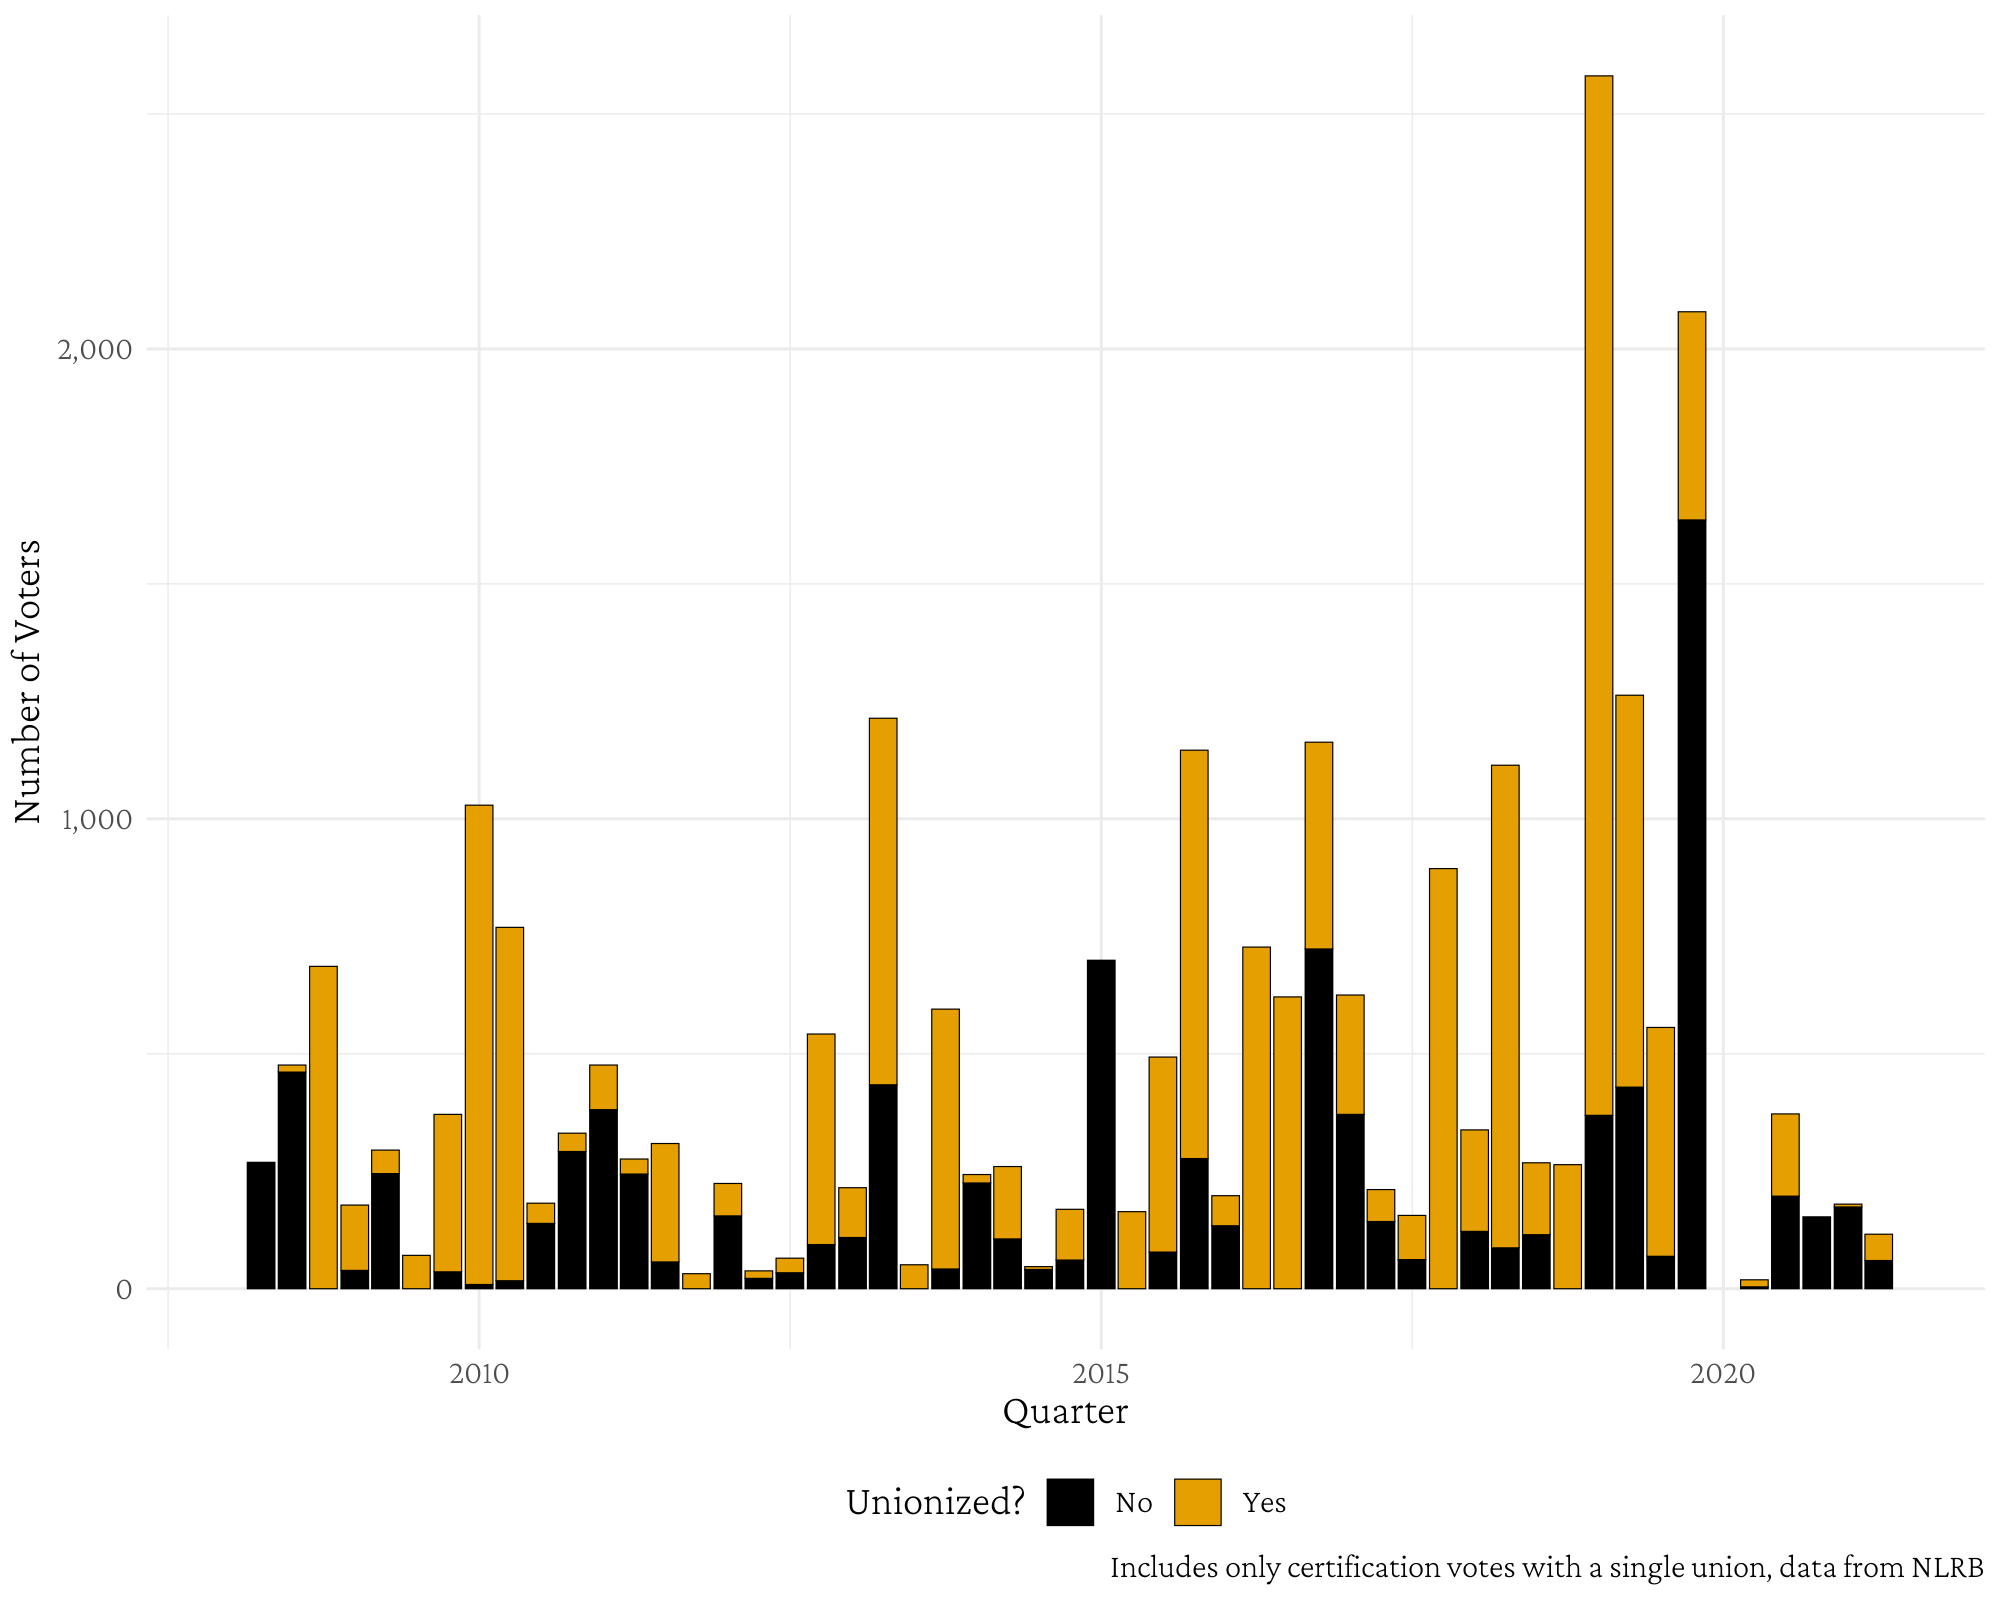 Number of Voters
2,000
1,000
0
2010
2015
2020
Quarter
Unionized? No Yes
Includes only certification votes with a single union, data from NLRB